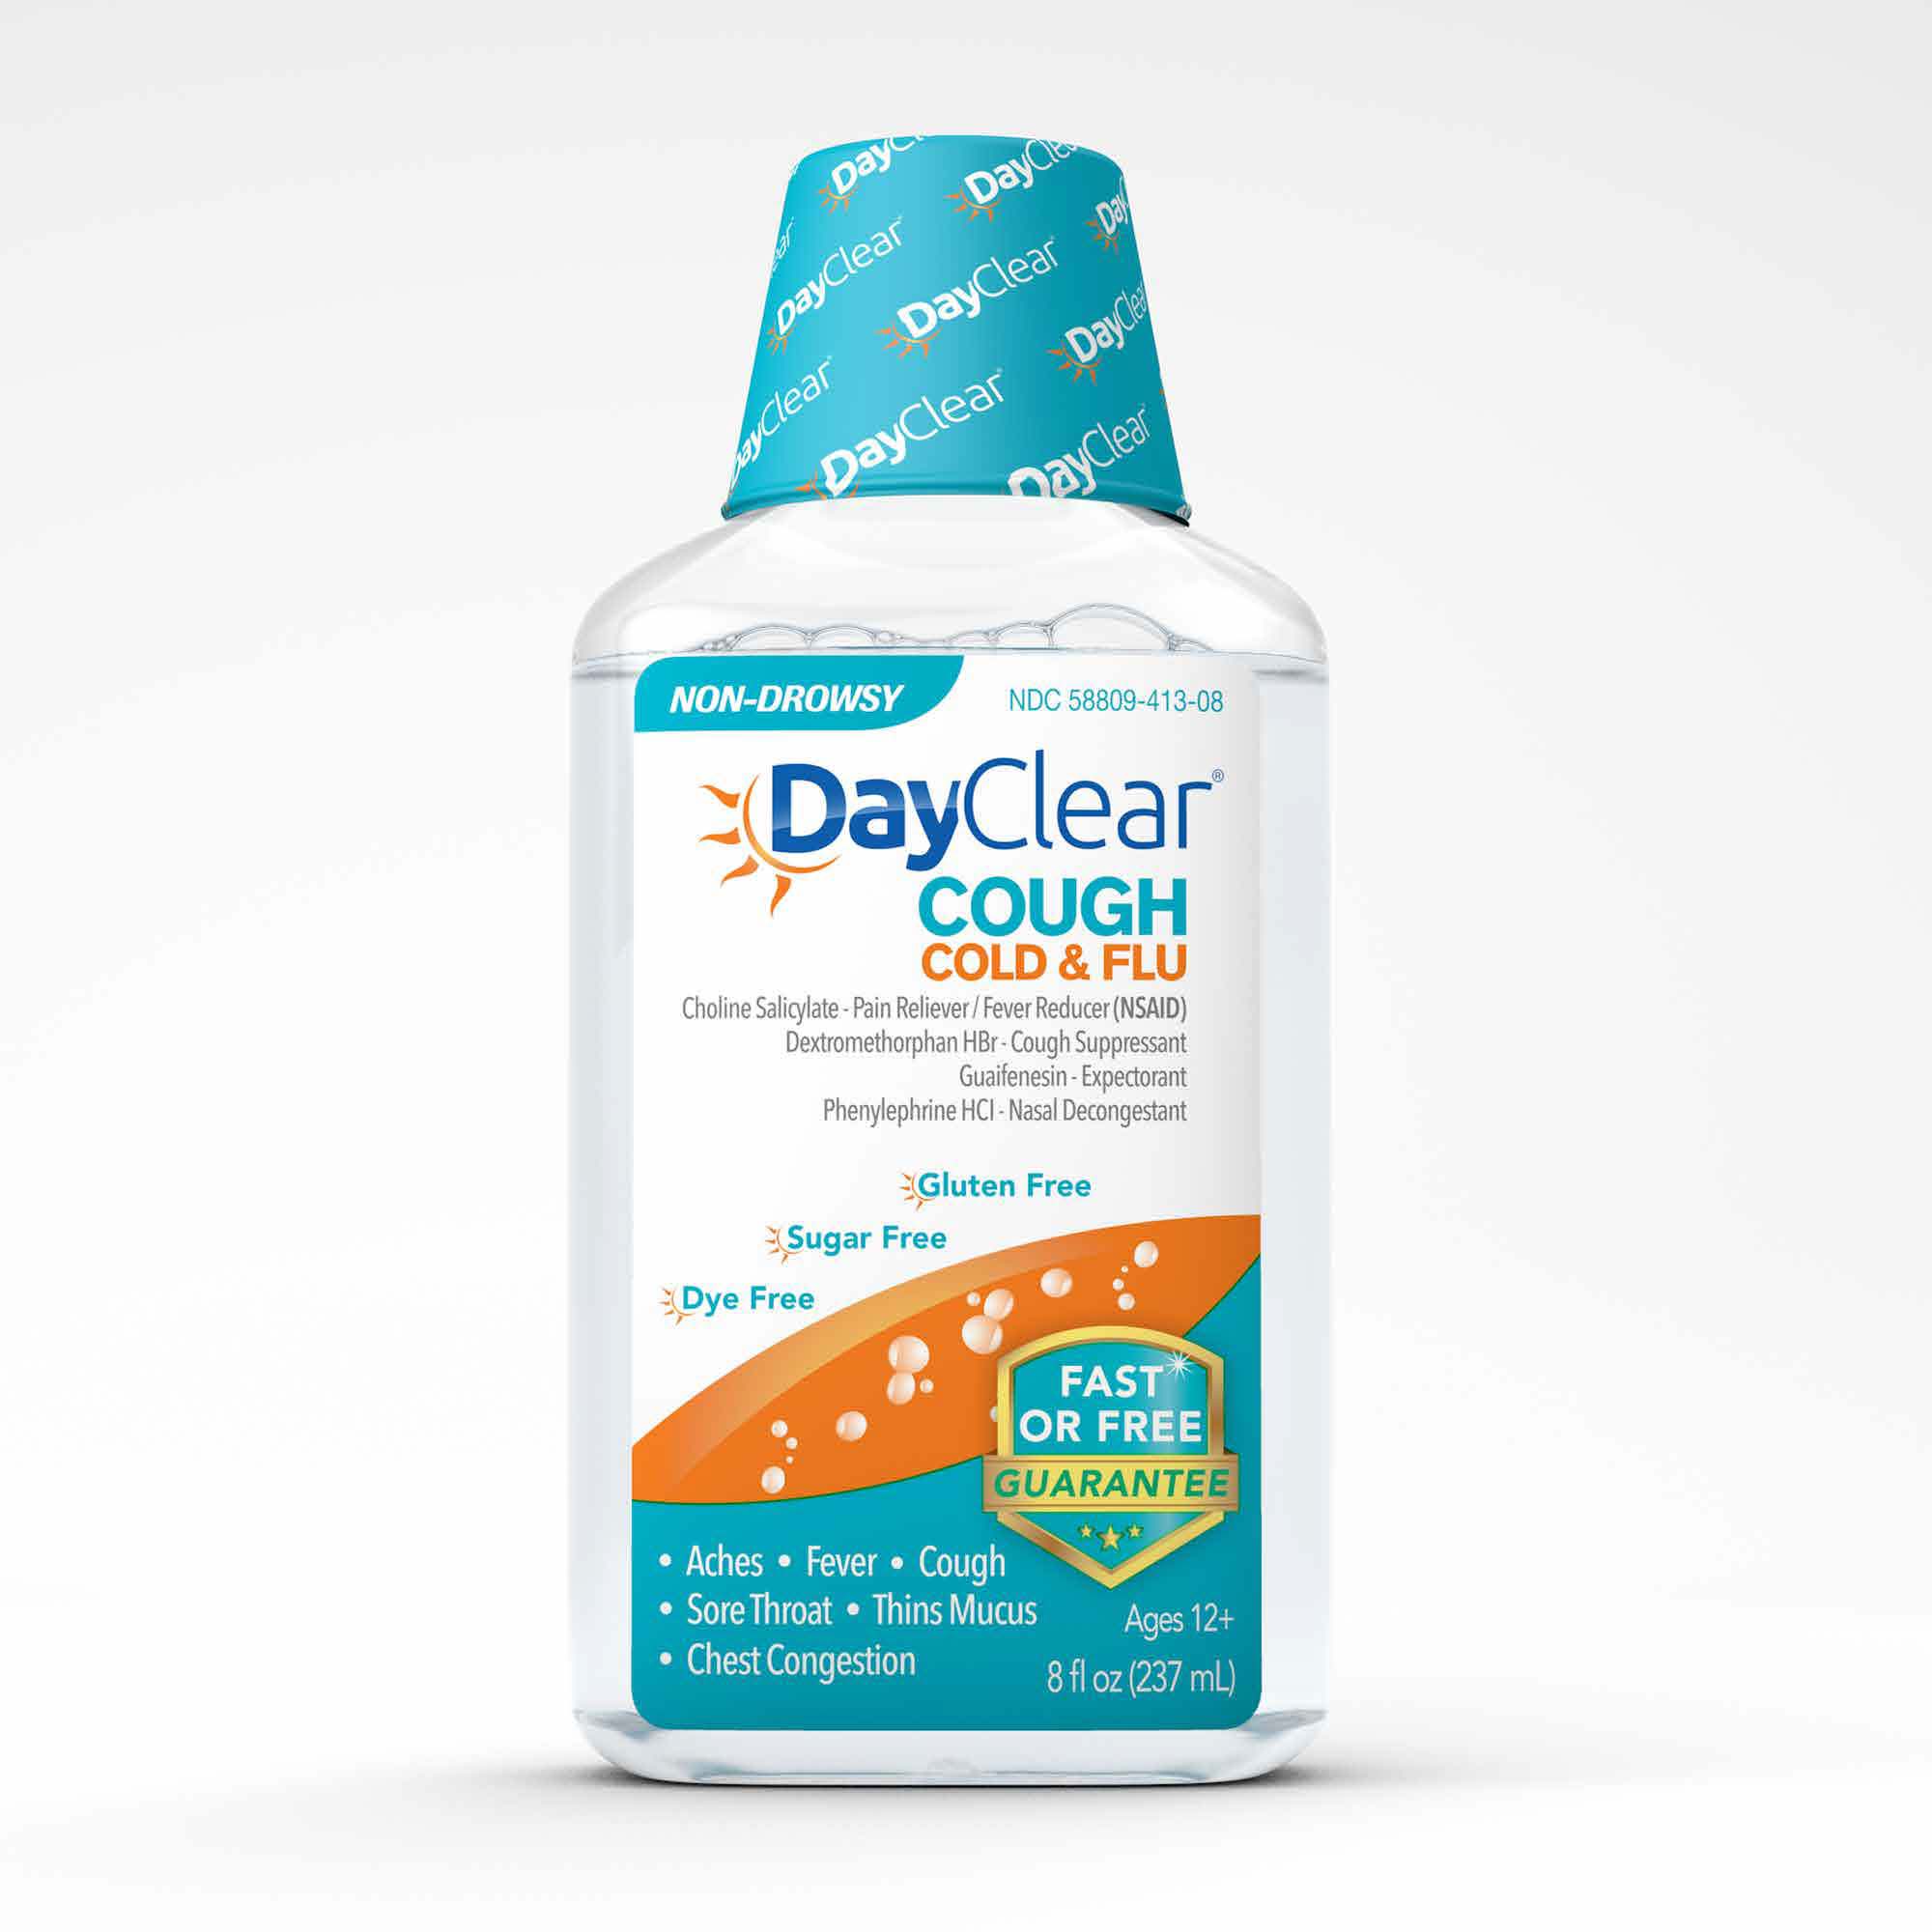 DayClear
DayClear
DayClear
DayClear
NON-DROWSY
NDC 58809-413-08
DayClear®
COUGH
COLD & FLU
Choline Salicylate - Pain Reliever / Fever Reducer (NSAID)
Dextromethorphan HBr - Cough Suppressant
Guaifenesin - Expectorant
Phenylephrine HCl - Nasal Decongestant
Gluten Free
Sugar Free
Dye Free
FAST
OR FREE
GUARANTEE
• Aches • Fever • Cough
• Sore Throat • Thins Mucus
• Chest Congestion
Ages 12+
8 fl oz (237 mL)